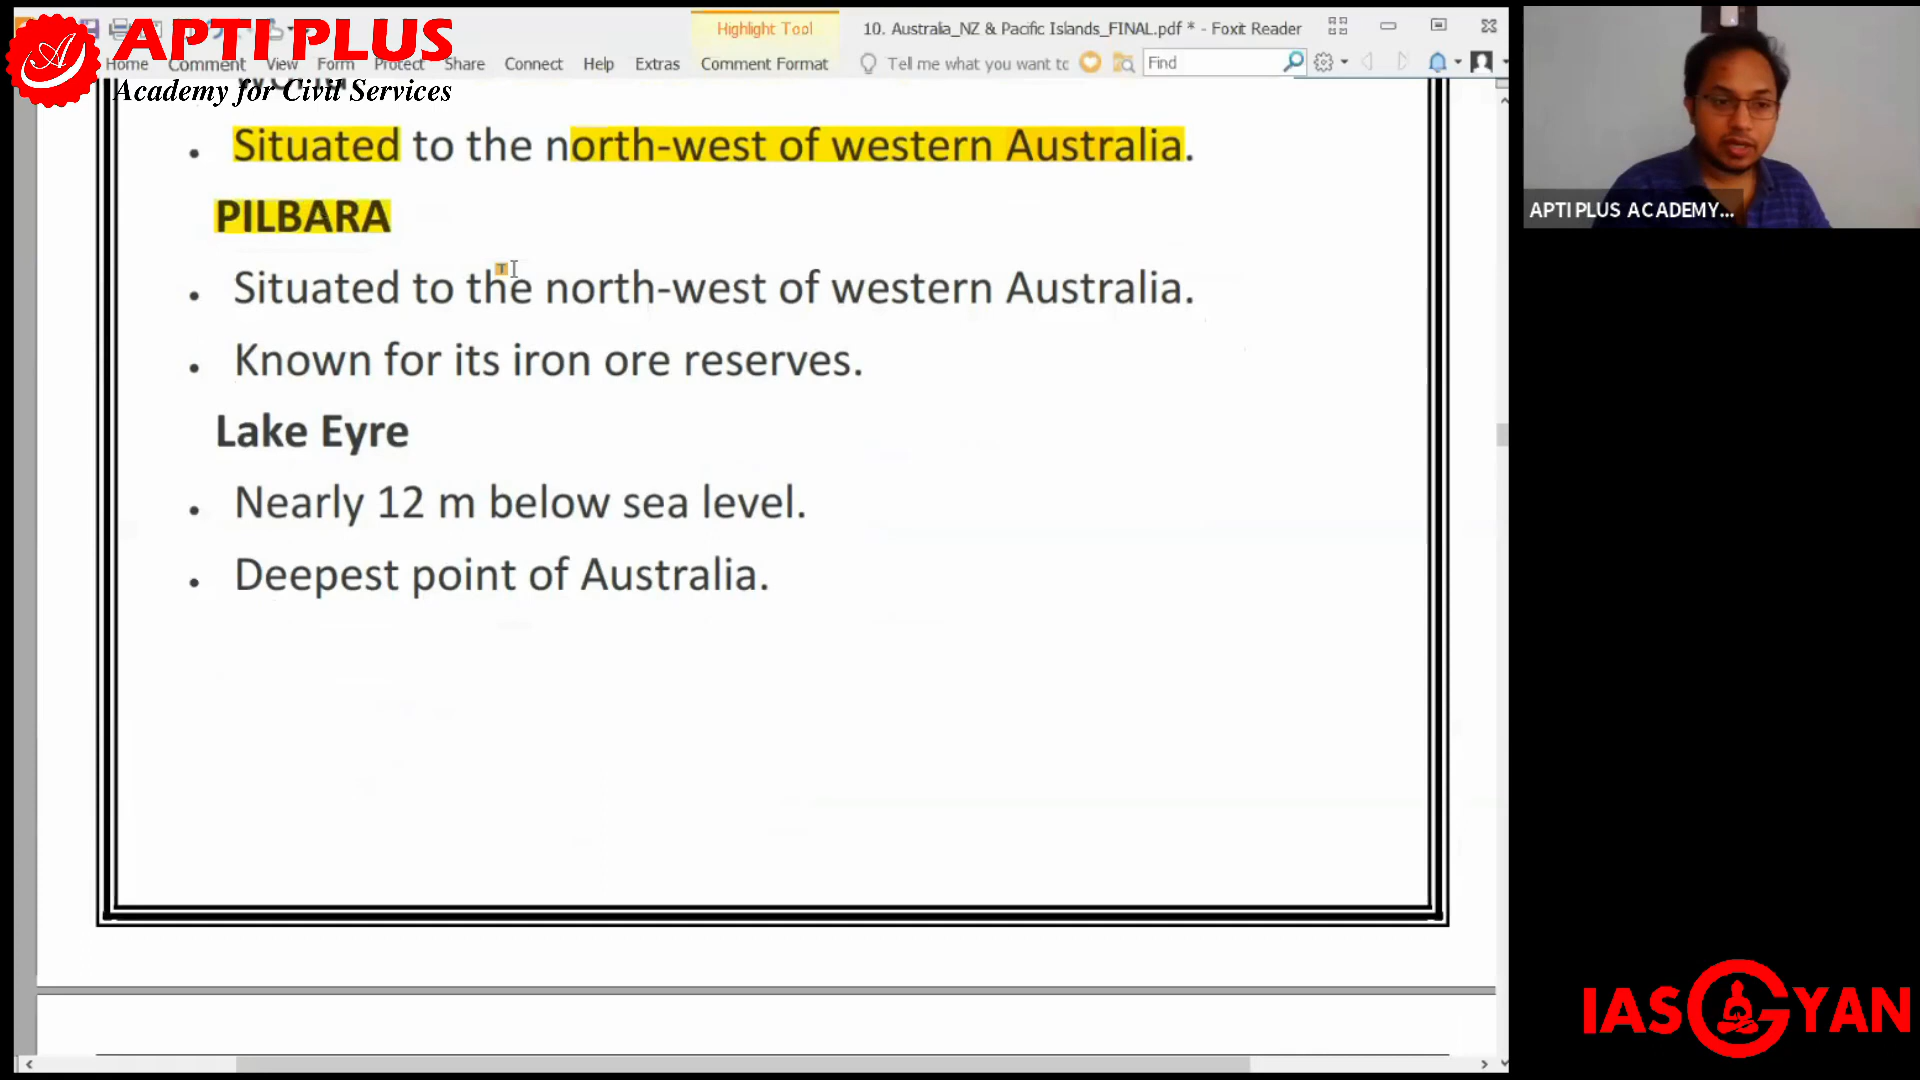 APTI PLUS
Academy for Civil Services
Highlight Tool
10. Australia_NZ & Pacific Islands_FINAL.pdf * - Foxit Reader
Home Comment View Form Protect Share Connect Help Extras Comment Format Tell me what you want to Find
• Situated to the north-west of western Australia.
PILBARA
• Situated to the north-west of western Australia.
• Known for its iron ore reserves.
Lake Eyre
• Nearly 12 m below sea level.
• Deepest point of Australia.
APTI PLUS ACADEMY...
IAS GYAN